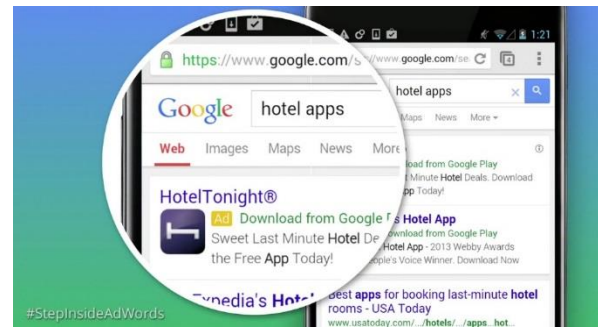 1:21
https://www.google.com/s
www.google.com/se
4
Google
hotel apps
Web Images Maps News More
HotelTonight®
Ad Download from Google
Sweet Last Minute Hotel De
the Free App Today!
Expedia's Hote
hotel apps
Maps News More
ownload from Google Play
Minute Hotel Deals. Download
pp Today!
s Hotel App
ownload from Google Play
Hotel App - 2013 Webby Awards
eople's Voice Winner. Download Now
Best apps for booking last-minute hotel
rooms - USA Today
www.usatoday.com/.../hotels/.../apps..hot...
#StepInsideAdWords